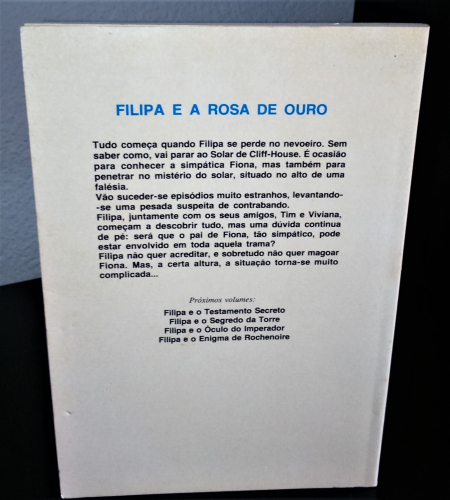 FILIPA E A ROSA DE OURO
Tudo começa quando Filipa se perde no nevoeiro. Sem
saber como, vai parar ao Solar de Cliff-House. É ocasião
para conhecer a simpática Fiona, mas também para
penetrar no mistério do solar, situado no alto de uma
falésia.
Vão suceder-se episódios muito estranhos, levantando-
-se uma pesada suspeita de contrabando.
Filipa, juntamente com os seus amigos, Tim e Viviana,
começam a descobrir tudo, mas uma dúvida continua
de pé: será que o pai de Fiona, tão simpático, pode
estar envolvido em toda aquela trama?
Filipa não quer acreditar, e sobretudo não quer magoar
Fiona. Mas, a certa altura, a situação torna-se muito
complicada...
Próximos volumes:
Filipa e o Testamento Secreto
Filipa e o Segredo da Torre
Filipa e o Óculo do Imperador
Filipa e o Enigma de Rochenoire